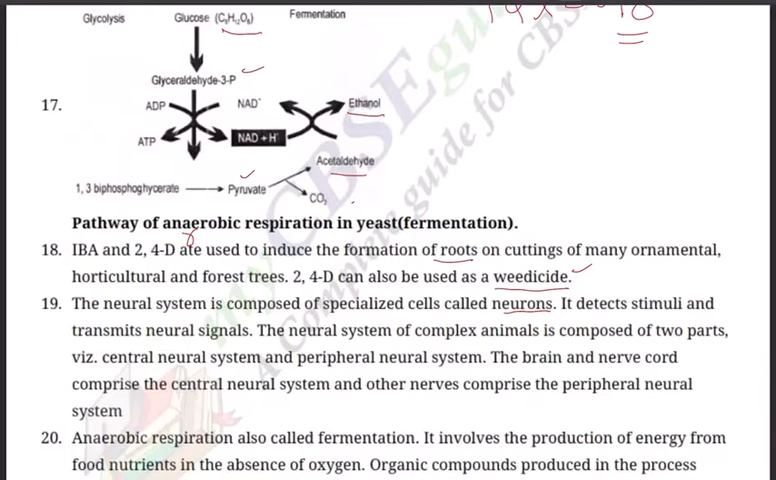 Glycolysis Glucose (C₆H₁₂O₆) Fermentation
Glyceraldehyde-3-P
17. ADP NAD⁺ Ethanol
ATP NAD + H⁺
Acetaldehyde
1, 3 biphosphoghycerate Pyruvate
CO₂
Pathway of anaerobic respiration in yeast(fermentation).
18. IBA and 2, 4-D ate used to induce the formation of roots on cuttings of many ornamental,
horticultural and forest trees. 2, 4-D can also be used as a weedicide.
19. The neural system is composed of specialized cells called neurons. It detects stimuli and
transmits neural signals. The neural system of complex animals is composed of two parts,
viz. central neural system and peripheral neural system. The brain and nerve cord
comprise the central neural system and other nerves comprise the peripheral neural
system
20. Anaerobic respiration also called fermentation. It involves the production of energy from
food nutrients in the absence of oxygen. Organic compounds produced in the process
myCBSEgu
A Complete guide for CBS